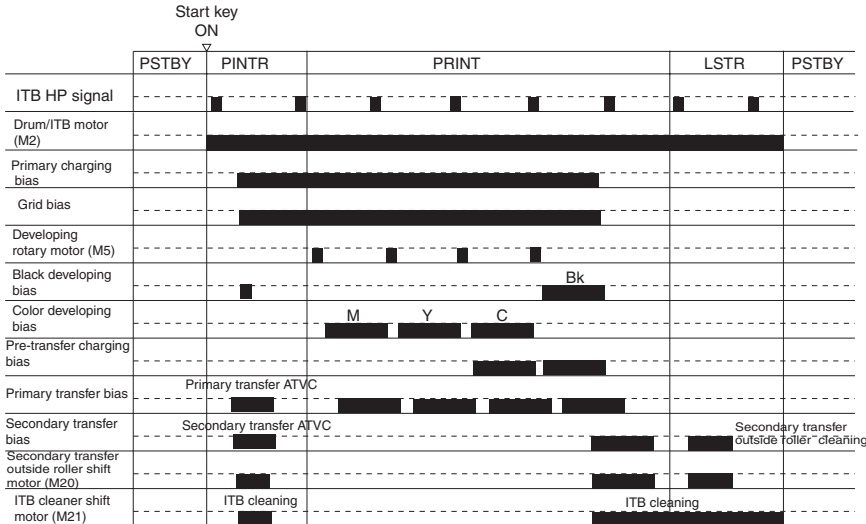 Start key
ON
PSTBY PINTR PRINT LSTR PSTBY
ITB HP signal
Drum/ITB motor
(M2)
Primary charging
bias
Grid bias
Developing
rotary motor (M5)
Black developing
bias
Bk
Color developing
bias
M Y C
Pre-transfer charging
bias
Primary transfer bias
Primary transfer ATVC
Secondary transfer
bias
Secondary transfer ATVC
Secondary transfer
outside roller cleaning
Secondary transfer
outside roller shift
motor (M20)
ITB cleaner shift
motor (M21)
ITB cleaning
ITB cleaning